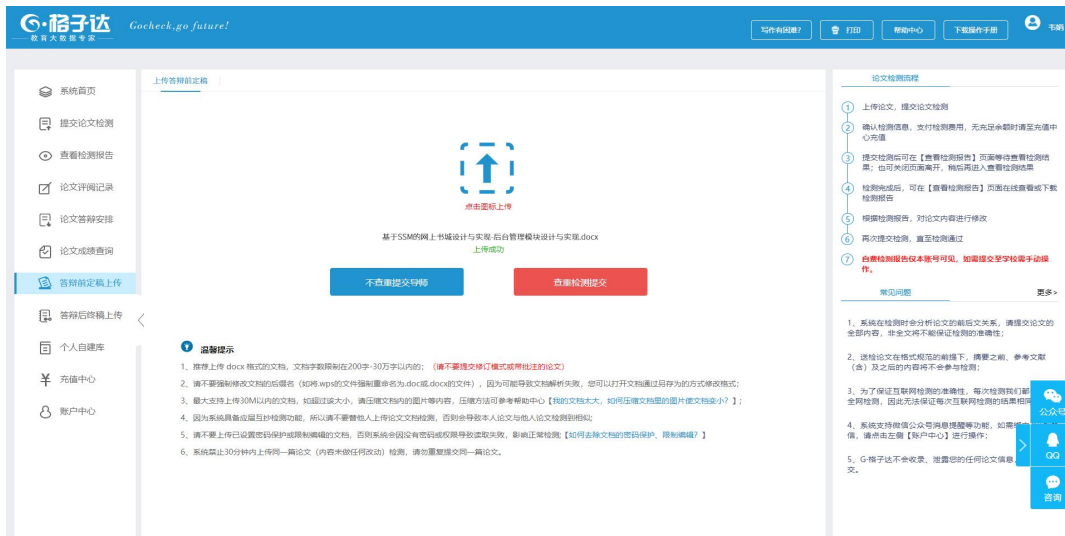 G·格子达
教育大数据专家
Gocheck,go future!
写作有困难?
打印
帮助中心
下载操作手册
系统首页
提交论文检测
查看检测报告
论文评阅记录
论文答辩安排
论文成绩查询
答辩前定稿上传
答辩后终稿上传
个人自建库
充值中心
账户中心
上传答辩前定稿
点击图标上传
基于SSM的网上书城设计与实现-后台管理模块设计与实现.docx
上传成功
不查重提交导师
查重检测提交
温馨提示
1、推荐上传 docx 格式的文档，文档字数限制在200字-30万字以内的；（请不要提交修订模式或带批注的论文）
2、请不要强制修改文档的后缀名（如将.wps的文件强制重命名为.doc或.docx的文件），因为可能导致文档解析失败，您可以打开文档通过另存为的方式修改格式；
3、最大支持上传30M以内的文档，如超过该大小，请压缩文档内的图片等内容，压缩方法可参考帮助中心【我的文档太大，如何压缩文档里的图片使文档变小？】；
4、因为系统具备应届互抄检测功能，所以请不要替他人上传论文文档检测，否则会导致本人论文与他人论文检测到相似；
5、请不要上传已设置密码保护或限制编辑的文档，否则系统会因没有密码或权限导致读取失败，影响正常检测;【如何去除文档的密码保护、限制编辑？】
6、系统禁止30分钟内上传同一篇论文（内容未做任何改动）检测，请勿重复提交同一篇论文。
论文检测流程
1 上传论文，提交论文检测
2 确认检测信息，支付检测费用，无充足余额时请至充值中
心充值
3 提交检测后可在【查看检测报告】页面等待查看检测结
果；也可关闭页面离开，稍后再进入查看检测结果
4 检测完成后，可在【查看检测报告】页面在线查看或下载
检测报告
5 根据检测报告，对论文内容进行修改
6 再次提交检测，直至检测通过
7 自费检测报告仅本账号可见，如需提交至学校需手动操
作。
常见问题
更多>
1、系统在检测时会分析论文的前后文关系，请提交论文的
全部内容，非全文将不能保证检测的准确性；
2、送检论文在格式规范的前提下，摘要之前、参考文献
（含）及之后的内容将不会参与检测；
3、为了保证互联网检测的准确性，每次检测我们都
全网检测，因此无法保证每次互联网检测的结果相同
4、系统支持微信公众号消息提醒等功能，如需
信，请点击左侧【账户中心】进行操作；
5、G-格子达不会收录、泄露您的任何论文信息
交。
公众号
QQ
咨询